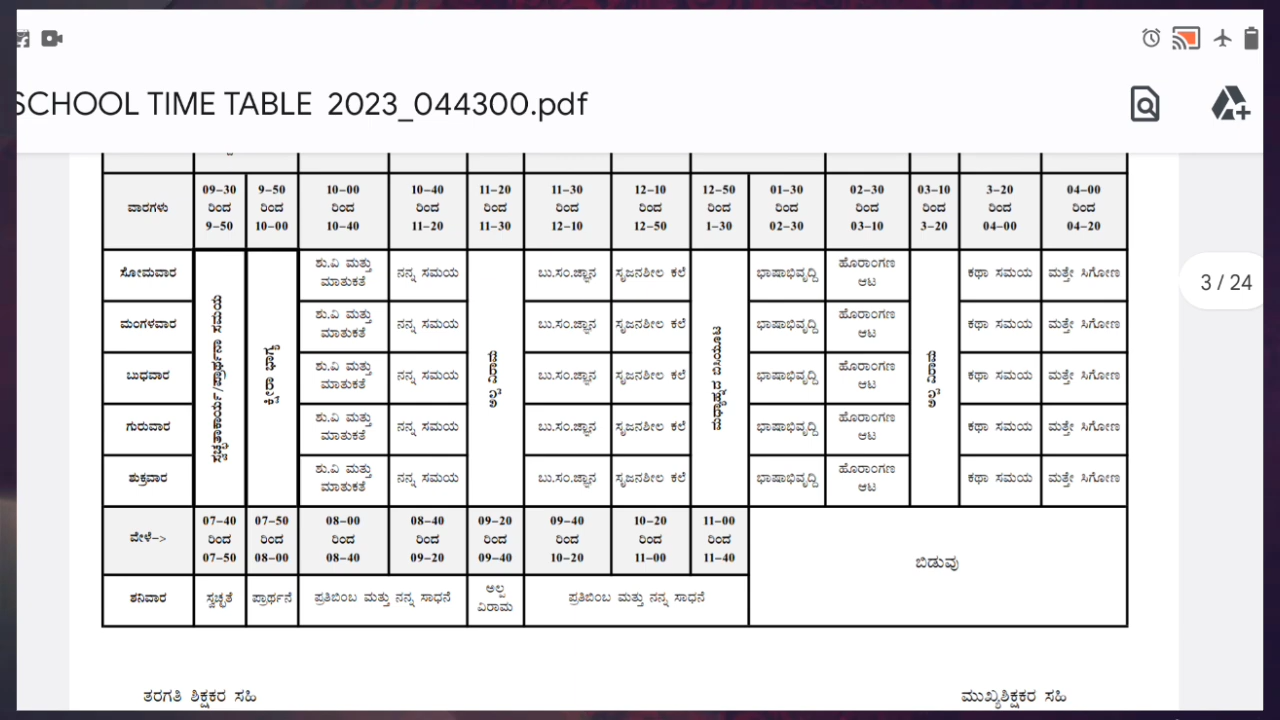 SCHOOL TIME TABLE 2023_044300.pdf
3 / 24
ವಾರಗಳು
09-30 ರಿಂದ 9-50
9-50 ರಿಂದ 10-00
10-00 ರಿಂದ 10-40
10-40 ರಿಂದ 11-20
11-20 ರಿಂದ 11-30
11-30 ರಿಂದ 12-10
12-10 ರಿಂದ 12-50
12-50 ರಿಂದ 1-30
01-30 ರಿಂದ 02-30
02-30 ರಿಂದ 03-10
03-10 ರಿಂದ 3-20
3-20 ರಿಂದ 04-00
04-00 ರಿಂದ 04-20
ಸ್ವಚ್ಛತಾಕಾರ್ಯ/ಪ್ರಾರ್ಥನಾ ಸಮಯ
ಕ್ಷೀರಾ ಭಾಗ್ಯ
ಅಲ್ಪ ವಿರಾಮ
ಮಧ್ಯಾಹ್ನದ ಬಿಸಿಯೂಟ
ಅಲ್ಪ ವಿರಾಮ
ಸೋಮವಾರ ಶು.ವಿ ಮತ್ತು ಮಾತುಕತೆ ನನ್ನ ಸಮಯ ಬು.ಸಂ.ಜ್ಞಾನ ಸೃಜನಶೀಲ ಕಲೆ ಭಾಷಾಭಿವೃದ್ದಿ ಹೊರಾಂಗಣ ಆಟ ಕಥಾ ಸಮಯ ಮತ್ತೇ ಸಿಗೋಣ
ಮಂಗಳವಾರ ಶು.ವಿ ಮತ್ತು ಮಾತುಕತೆ ನನ್ನ ಸಮಯ ಬು.ಸಂ.ಜ್ಞಾನ ಸೃಜನಶೀಲ ಕಲೆ ಭಾಷಾಭಿವೃದ್ದಿ ಹೊರಾಂಗಣ ಆಟ ಕಥಾ ಸಮಯ ಮತ್ತೇ ಸಿಗೋಣ
ಬುಧವಾರ ಶು.ವಿ ಮತ್ತು ಮಾತುಕತೆ ನನ್ನ ಸಮಯ ಬು.ಸಂ.ಜ್ಞಾನ ಸೃಜನಶೀಲ ಕಲೆ ಭಾಷಾಭಿವೃದ್ದಿ ಹೊರಾಂಗಣ ಆಟ ಕಥಾ ಸಮಯ ಮತ್ತೇ ಸಿಗೋಣ
ಗುರುವಾರ ಶು.ವಿ ಮತ್ತು ಮಾತುಕತೆ ನನ್ನ ಸಮಯ ಬು.ಸಂ.ಜ್ಞಾನ ಸೃಜನಶೀಲ ಕಲೆ ಭಾಷಾಭಿವೃದ್ದಿ ಹೊರಾಂಗಣ ಆಟ ಕಥಾ ಸಮಯ ಮತ್ತೇ ಸಿಗೋಣ
ಶುಕ್ರವಾರ ಶು.ವಿ ಮತ್ತು ಮಾತುಕತೆ ನನ್ನ ಸಮಯ ಬು.ಸಂ.ಜ್ಞಾನ ಸೃಜನಶೀಲ ಕಲೆ ಭಾಷಾಭಿವೃದ್ದಿ ಹೊರಾಂಗಣ ಆಟ ಕಥಾ ಸಮಯ ಮತ್ತೇ ಸಿಗೋಣ
ವೇಳೆ->
07-40 ರಿಂದ 07-50
07-50 ರಿಂದ 08-00
08-00 ರಿಂದ 08-40
08-40 ರಿಂದ 09-20
09-20 ರಿಂದ 09-40
09-40 ರಿಂದ 10-20
10-20 ರಿಂದ 11-00
11-00 ರಿಂದ 11-40
ಬಿಡುವು
ಶನಿವಾರ ಸ್ವಚ್ಛತೆ ಪ್ರಾರ್ಥನೆ ಪ್ರತಿಬಿಂಬ ಮತ್ತು ನನ್ನ ಸಾಧನೆ ಅಲ್ಪ ವಿರಾಮ ಪ್ರತಿಬಿಂಬ ಮತ್ತು ನನ್ನ ಸಾಧನೆ
ತರಗತಿ ಶಿಕ್ಷಕರ ಸಹಿ ಮುಖ್ಯಶಿಕ್ಷಕರ ಸಹಿ